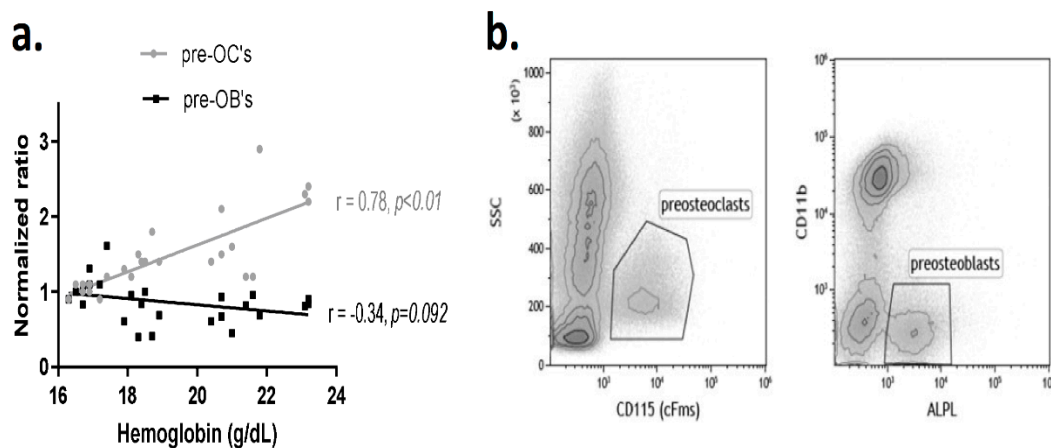 a.
pre-OC's
pre-OB's
Normalized ratio
3
2
1
0
16
18
20
22
24
Hemoglobin (g/dL)
r = 0.78, p<0.01
r = -0.34, p=0.092
b.
(x 10³)
SSC
1000
800
600
400
200
0
preosteoclasts
10³
10⁴
10⁵
10⁶
CD115 (cFms)
CD11b
10⁶
10⁵
10⁴
10³
preosteoblasts
10³
10⁴
10⁵
10⁶
ALPL